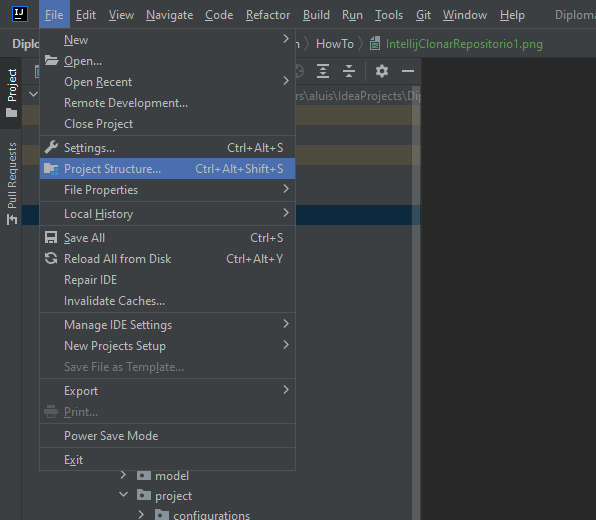 IJ File Edit View Navigate Code Refactor Build Run Tools Git Window Help Diploma
Diplo
HowTo IntellijClonarRepositorio1.png
Project
Pull Requests
New
Open...
ers\aluis\IdeaProjects\Dip
Open Recent
Remote Development...
Close Project
Settings... Ctrl+Alt+S
Project Structure... Ctrl+Alt+Shift+S
File Properties
Local History
Save All Ctrl+S
Reload All from Disk Ctrl+Alt+Y
Repair IDE
Invalidate Caches...
Manage IDE Settings
New Projects Setup
Save File as Template...
Export
Print...
Power Save Mode
Exit
model
project
configurations